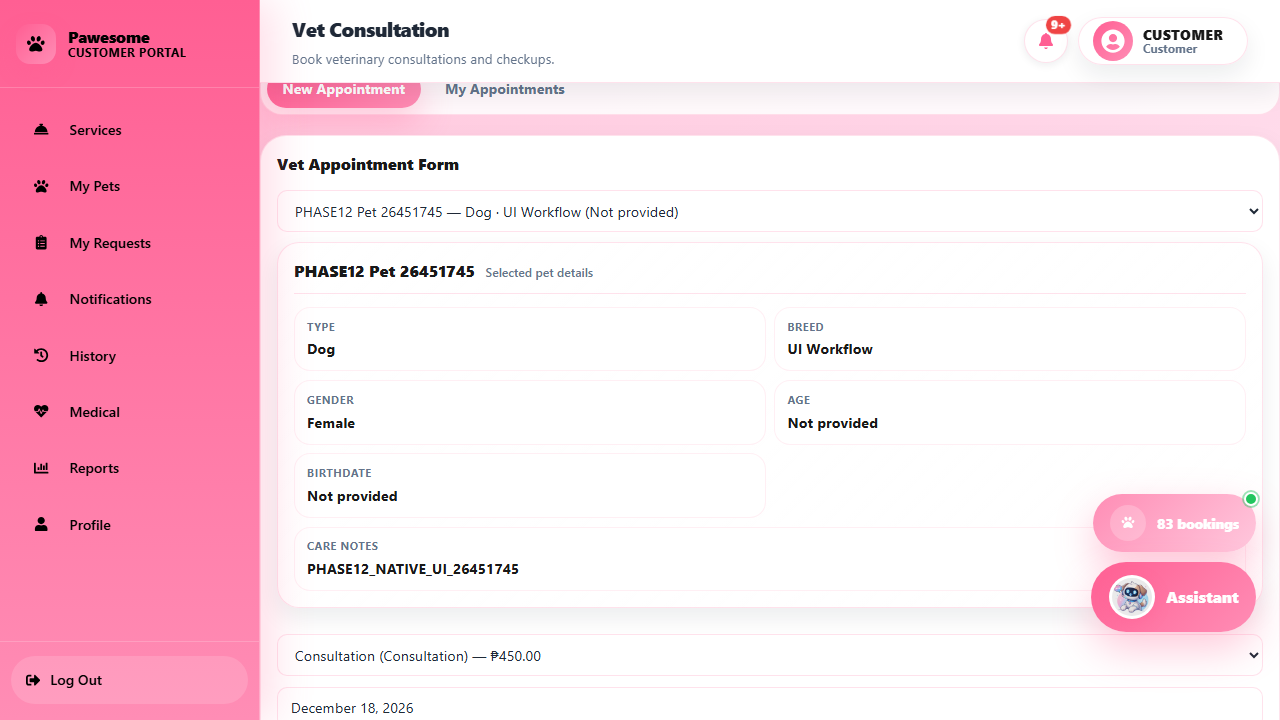 Pawesome
CUSTOMER PORTAL
Services
My Pets
My Requests
Notifications
History
Medical
Reports
Profile
Log Out
Vet Consultation
Book veterinary consultations and checkups.
9+
CUSTOMER
Customer
New Appointment
My Appointments
Vet Appointment Form
PHASE12 Pet 26451745 — Dog · UI Workflow (Not provided)
PHASE12 Pet 26451745 Selected pet details
TYPE
Dog
BREED
UI Workflow
GENDER
Female
AGE
Not provided
BIRTHDATE
Not provided
CARE NOTES
PHASE12_NATIVE_UI_26451745
83 bookings
Assistant
Consultation (Consultation) — ₱450.00
December 18, 2026